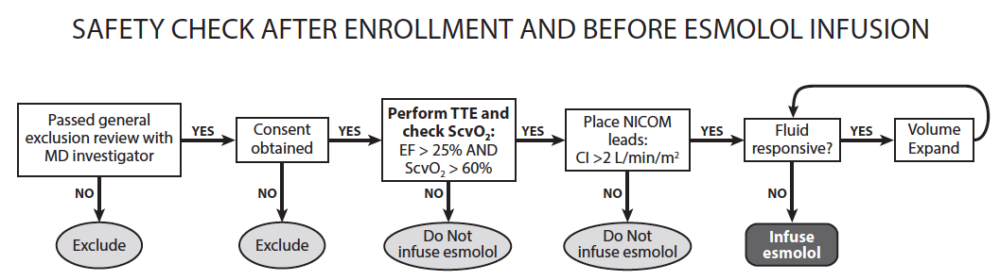 SAFETY CHECK AFTER ENROLLMENT AND BEFORE ESMOLOL INFUSION
Passed general
exclusion review with
MD investigator
YES
Consent
obtained
YES
Perform TTE and
check ScvO₂:
EF > 25% AND
ScvO₂ > 60%
YES
Place NICOM
leads:
CI >2 L/min/m²
YES
Fluid
responsive?
YES
Volume
Expand
NO
NO
NO
NO
NO
Exclude
Exclude
Do Not
infuse esmolol
Do Not
infuse esmolol
Infuse
esmolol